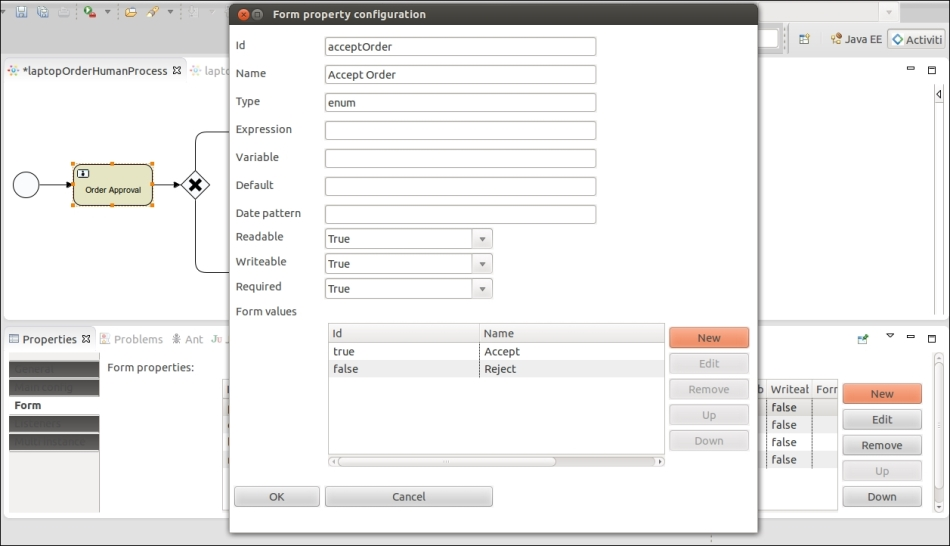 Form property configuration
Id acceptOrder
Name Accept Order
Type enum
Expression
Variable
Default
Date pattern
Readable True
Writeable True
Required True
Form values
Id Name
true Accept
false Reject
New
Edit
Remove
Up
Down
OK Cancel
Java EE Activiti
*laptopOrderHumanProcess lapto
Order Approval
Properties Problems Ant Ju
General
Form
Form properties:
b Writeal Form
false
false
false
false
New
Edit
Remove
Up
Down